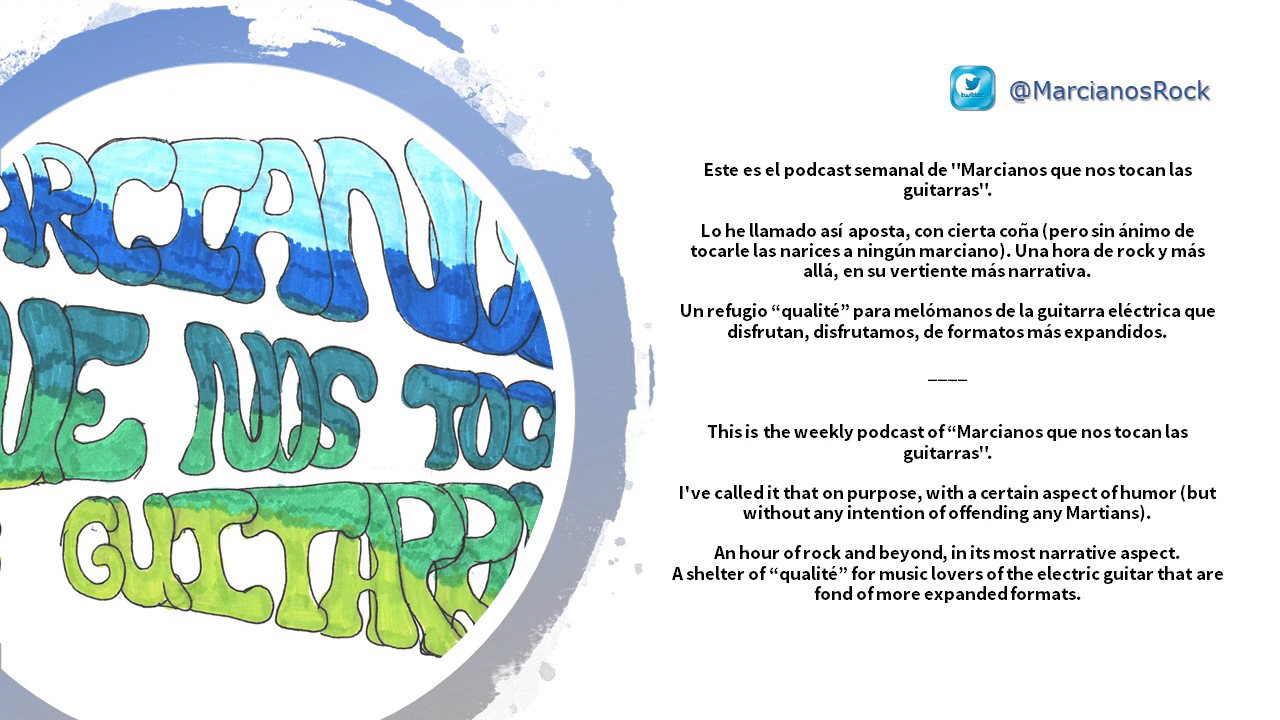 ARCIANO
UE NOS TOC
GUITARR
twitter
@MarcianosRock
Este es el podcast semanal de "Marcianos que nos tocan las
guitarras".
Lo he llamado así aposta, con cierta coña (pero sin ánimo de
tocarle las narices a ningún marciano). Una hora de rock y más
allá, en su vertiente más narrativa.
Un refugio “qualité” para melómanos de la guitarra eléctrica que
disfrutan, disfrutamos, de formatos más expandidos.
____
This is the weekly podcast of “Marcianos que nos tocan las
guitarras".
I've called it that on purpose, with a certain aspect of humor (but
without any intention of offending any Martians).
An hour of rock and beyond, in its most narrative aspect.
A shelter of “qualité” for music lovers of the electric guitar that are
fond of more expanded formats.